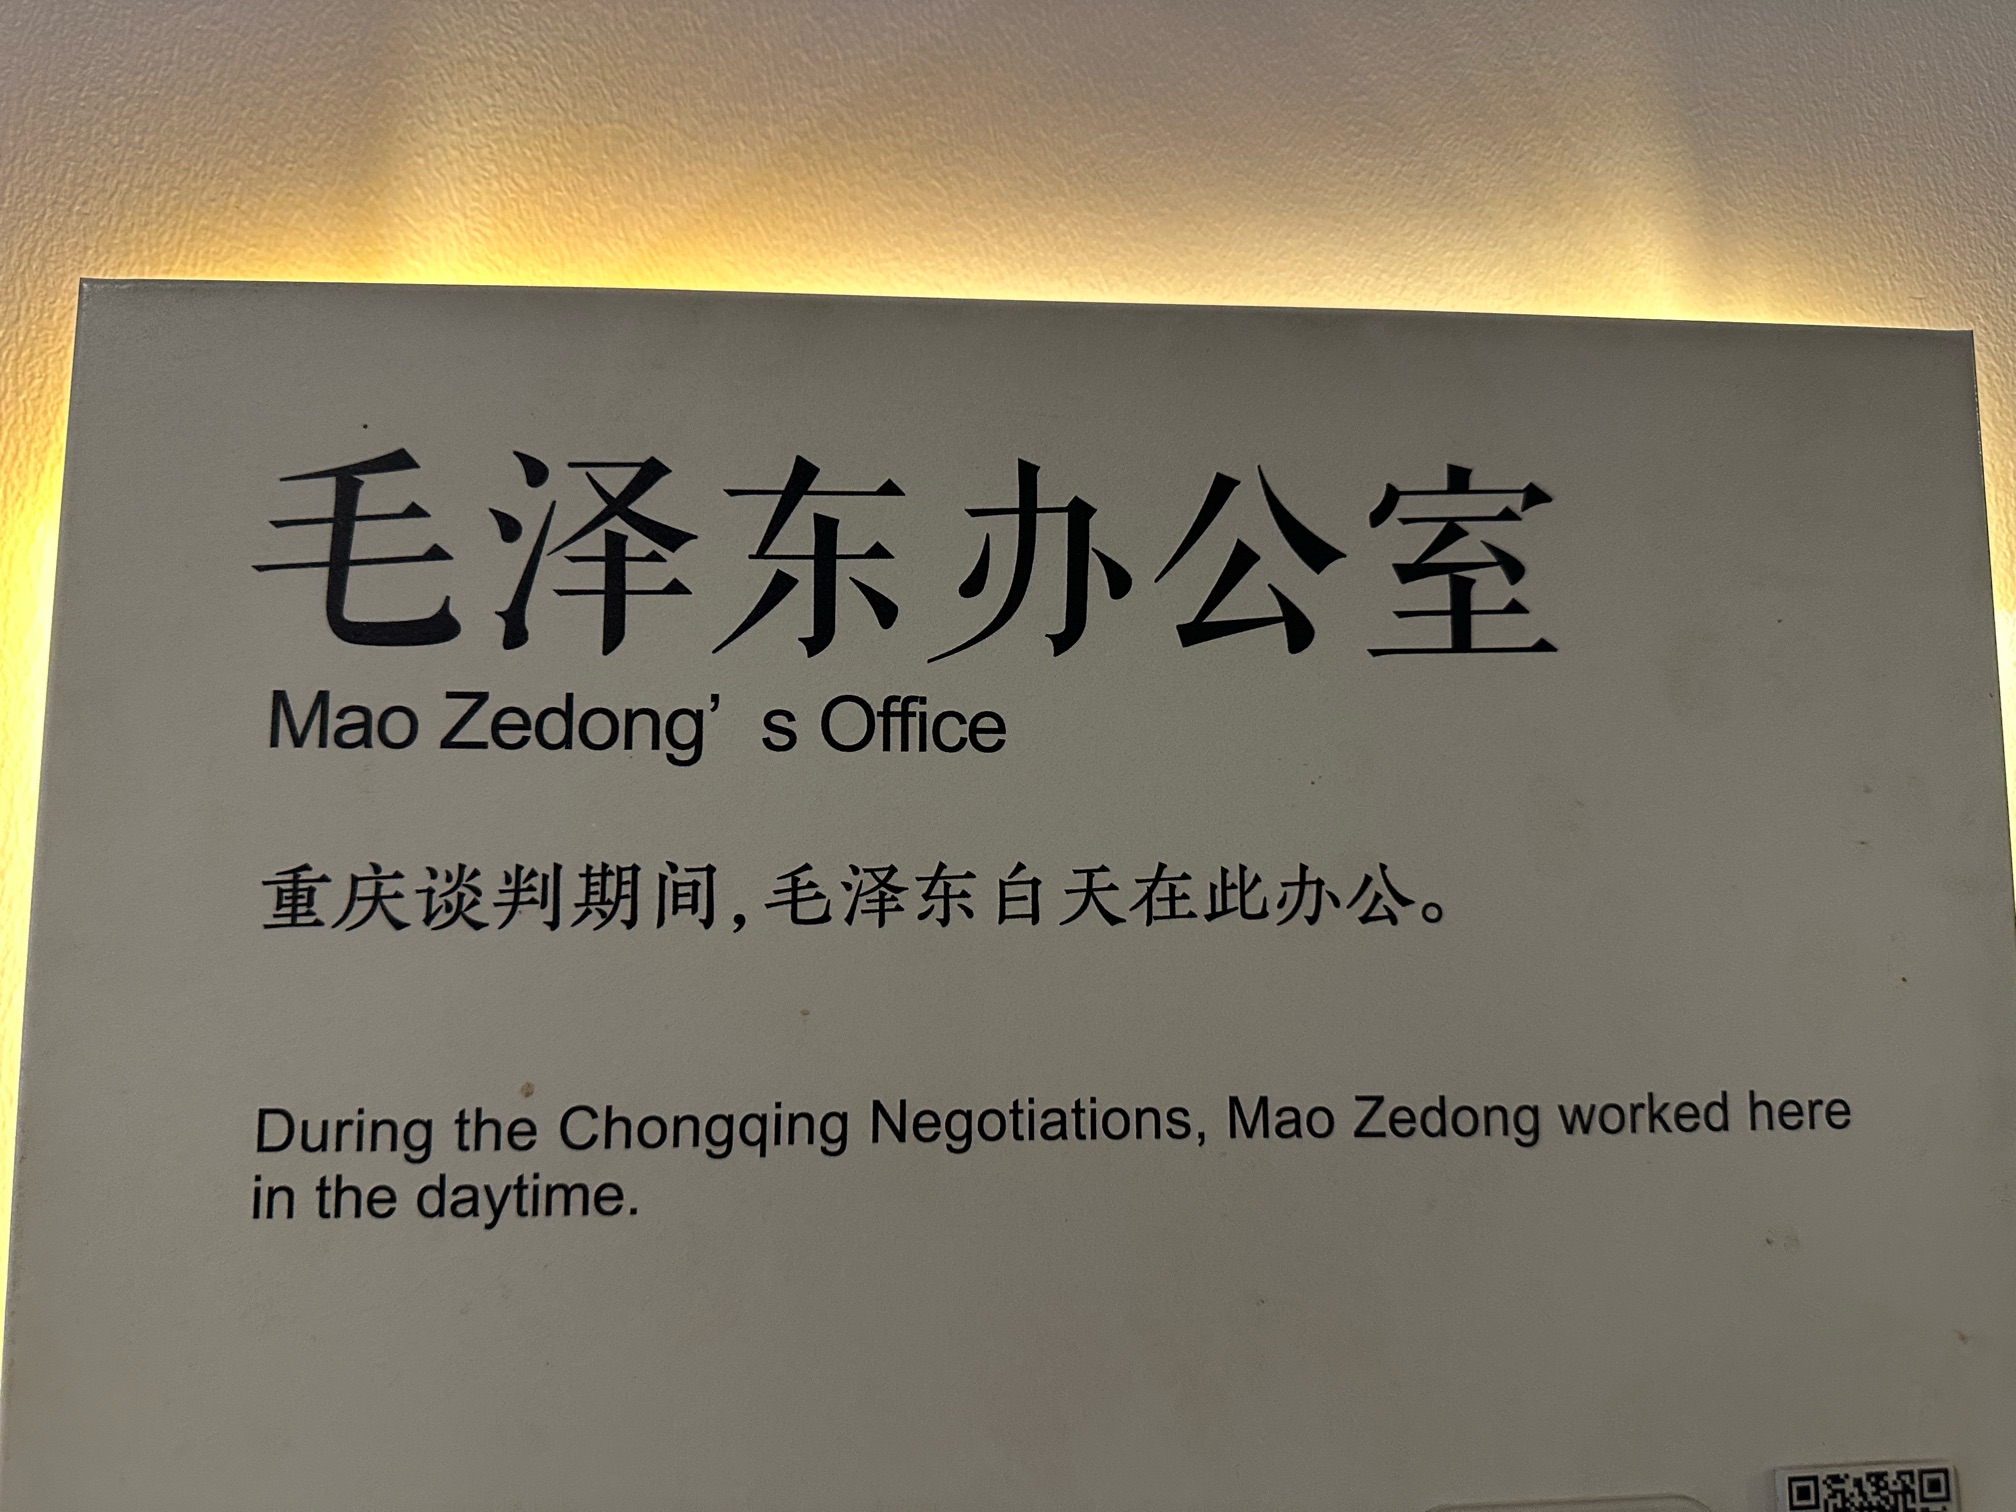 毛泽东办公室
Mao Zedong’s Office
重庆谈判期间，毛泽东白天在此办公。
During the Chongqing Negotiations, Mao Zedong worked here
in the daytime.